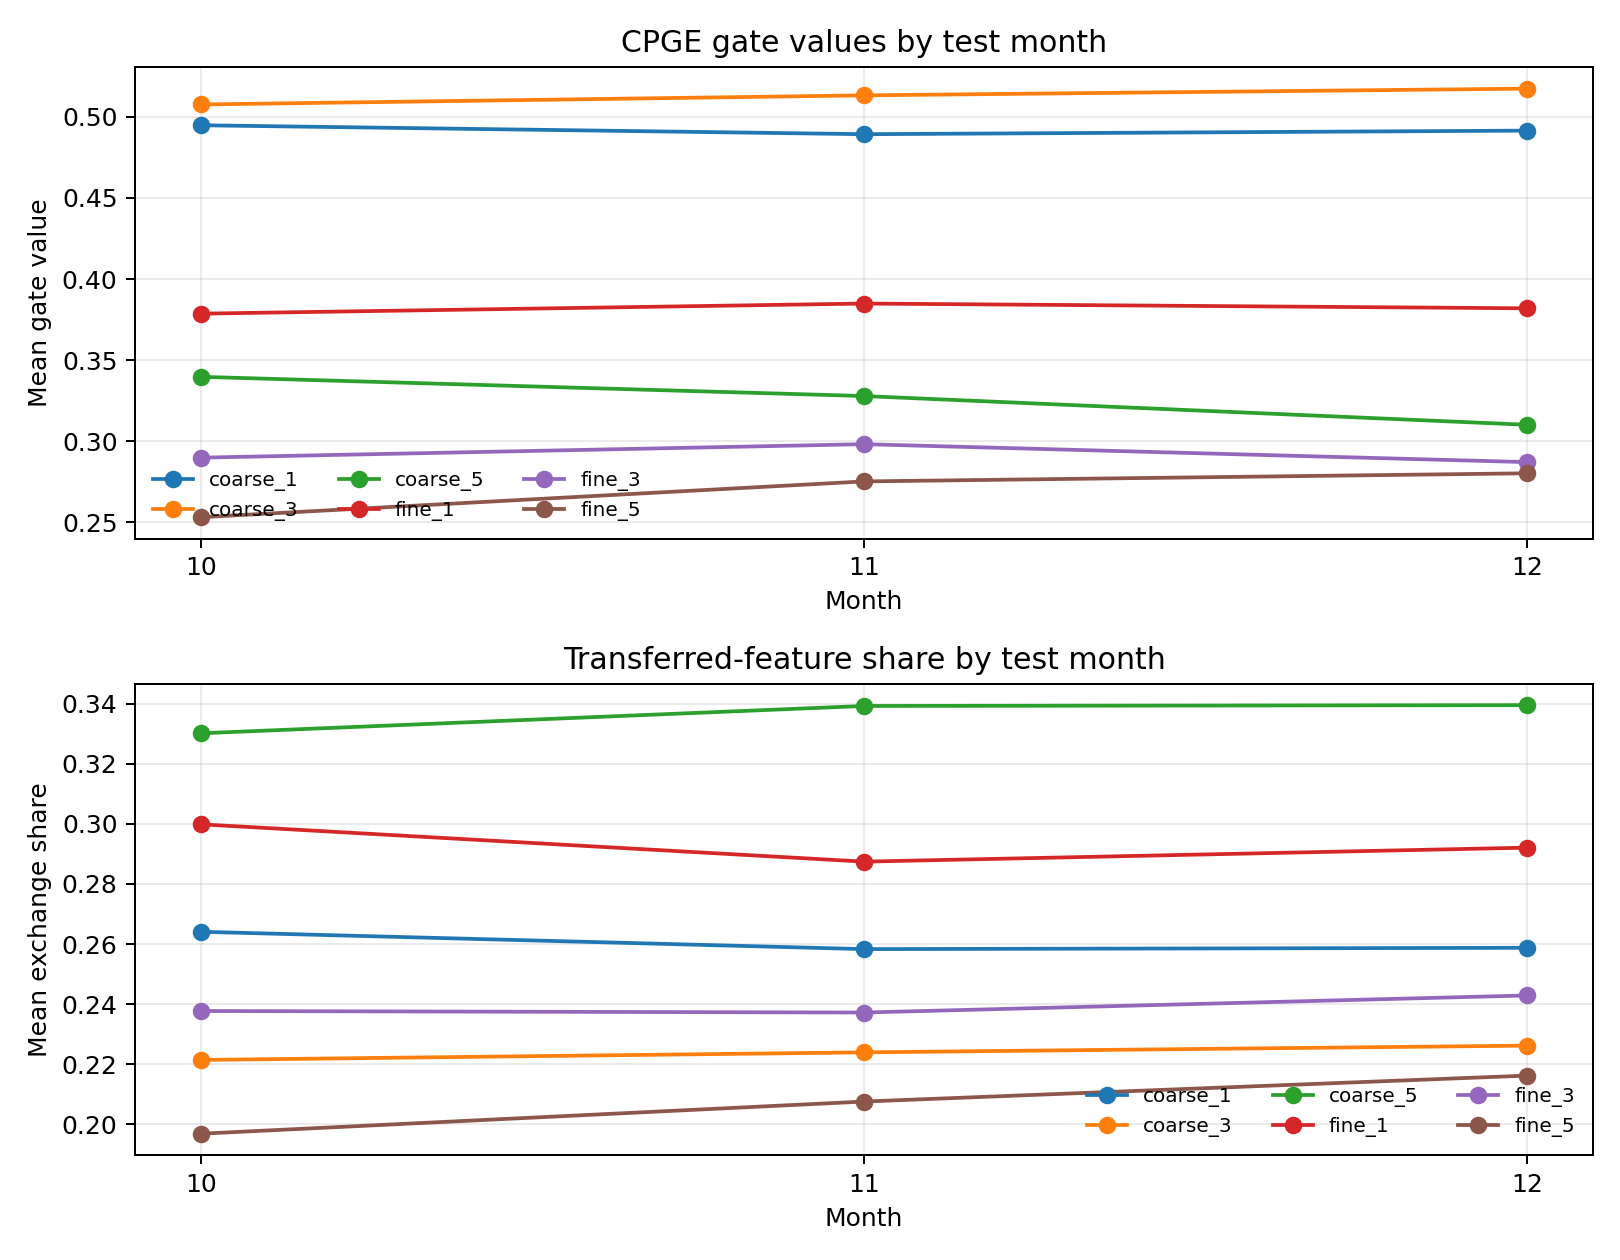 CPGE gate values by test month
Mean gate value
0.50
0.45
0.40
0.35
0.30
0.25
coarse_1 coarse_5 fine_3
coarse_3 fine_1 fine_5
10 11 12
Month
Transferred-feature share by test month
Mean exchange share
0.34
0.32
0.30
0.28
0.26
0.24
0.22
0.20
coarse_1 coarse_5 fine_3
coarse_3 fine_1 fine_5
10 11 12
Month